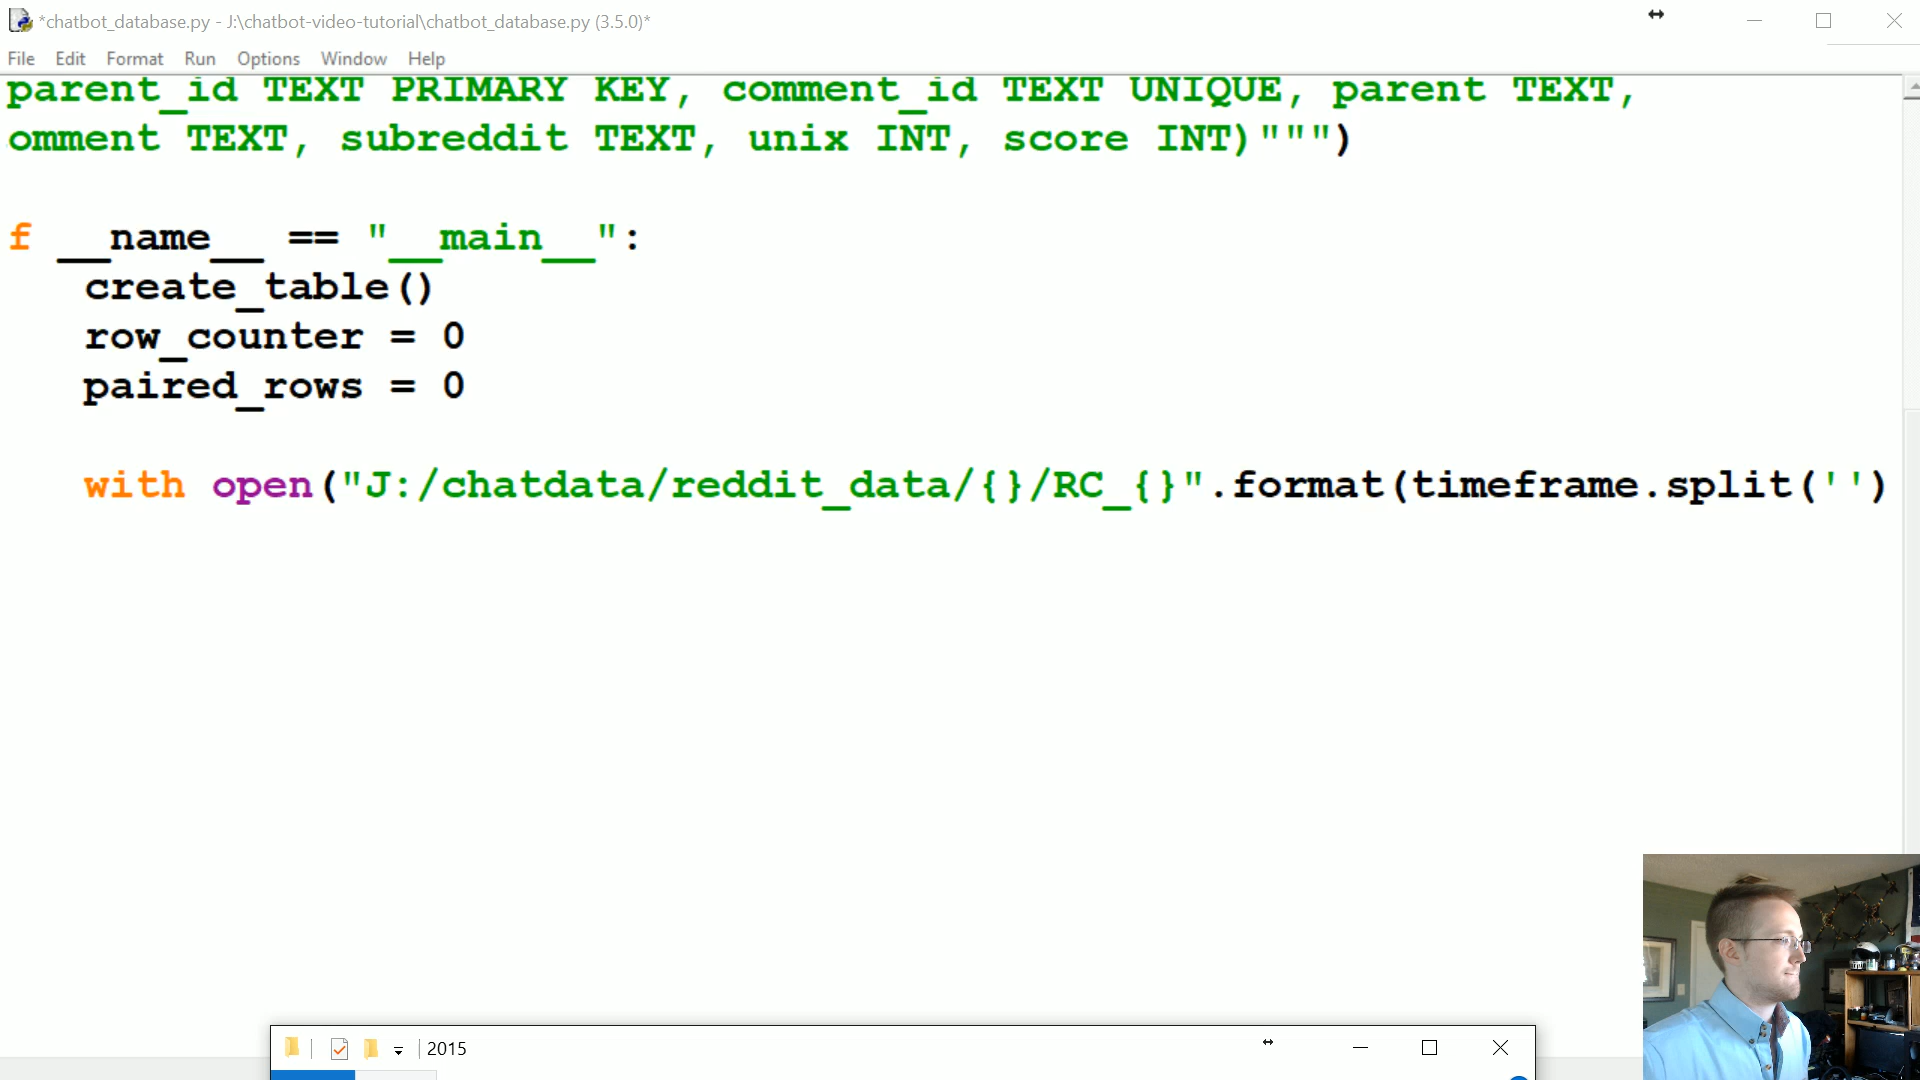 *chatbot_database.py - J:\chatbot-video-tutorial\chatbot_database.py (3.5.0)*
File Edit Format Run Options Window Help
parent_id TEXT PRIMARY KEY, comment_id TEXT UNIQUE, parent TEXT,
omment TEXT, subreddit TEXT, unix INT, score INT)""")
f __name__ == "__main__":
create_table()
row_counter = 0
paired_rows = 0
with open("J:/chatdata/reddit_data/{}/RC_{}".format(timeframe.split('')
2015